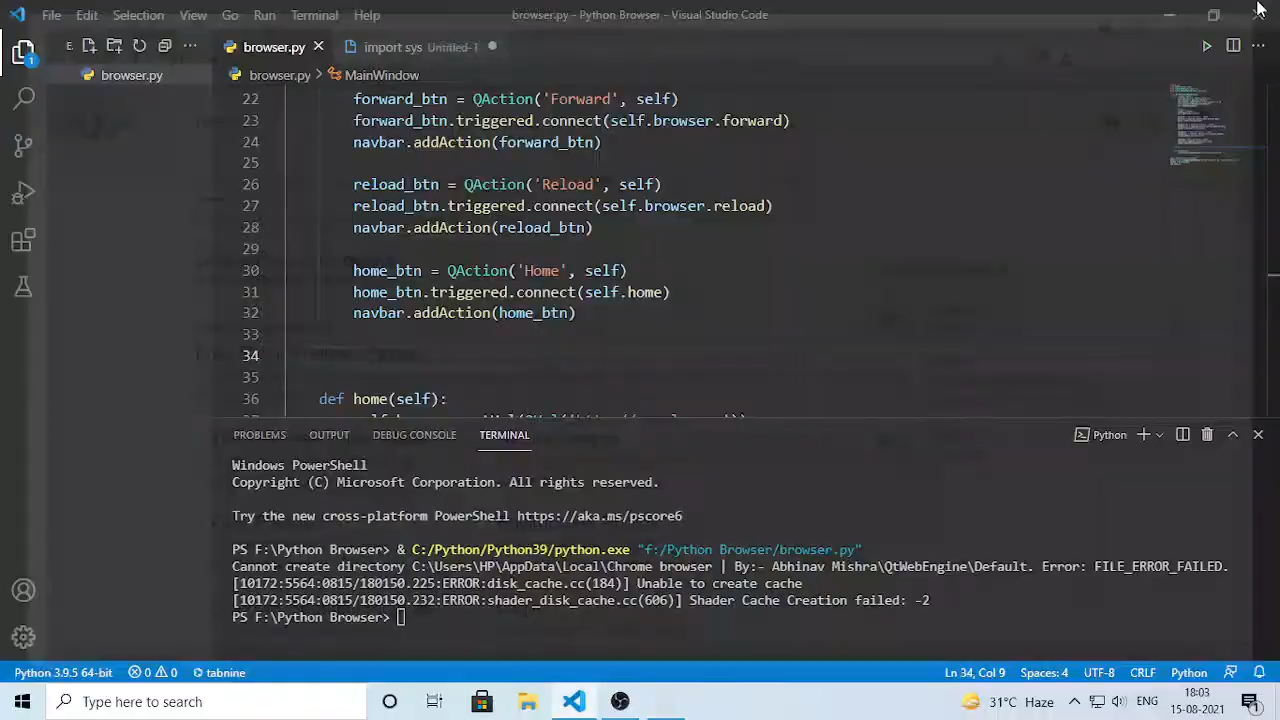 File Edit Selection View Go Run Terminal Help
browser.py - Python Browser - Visual Studio Code
E
browser.py
import sys Untitled-1
browser.py
browser.py > MainWindow
22 forward_btn = QAction('Forward', self)
23 forward_btn.triggered.connect(self.browser.forward)
24 navbar.addAction(forward_btn)
25
26 reload_btn = QAction('Reload', self)
27 reload_btn.triggered.connect(self.browser.reload)
28 navbar.addAction(reload_btn)
29
30 home_btn = QAction('Home', self)
31 home_btn.triggered.connect(self.home)
32 navbar.addAction(home_btn)
33
34
35
36 def home(self):
PROBLEMS OUTPUT DEBUG CONSOLE TERMINAL
Python
Windows PowerShell
Copyright (C) Microsoft Corporation. All rights reserved.
Try the new cross-platform PowerShell https://aka.ms/pscore6
PS F:\Python Browser> & C:/Python/Python39/python.exe "f:/Python Browser/browser.py"
Cannot create directory C:\Users\HP\AppData\Local\Chrome browser | By:- Abhinav Mishra\QtWebEngine\Default. Error: FILE_ERROR_FAILED.
[10172:5564:0815/180150.225:ERROR:disk_cache.cc(184)] Unable to create cache
[10172:5564:0815/180150.232:ERROR:shader_disk_cache.cc(606)] Shader Cache Creation failed: -2
PS F:\Python Browser>
Python 3.9.5 64-bit 0 0 tabnine Ln 34, Col 9 Spaces: 4 UTF-8 CRLF Python
Type here to search
31°C Haze ENG
18:03
15-08-2021